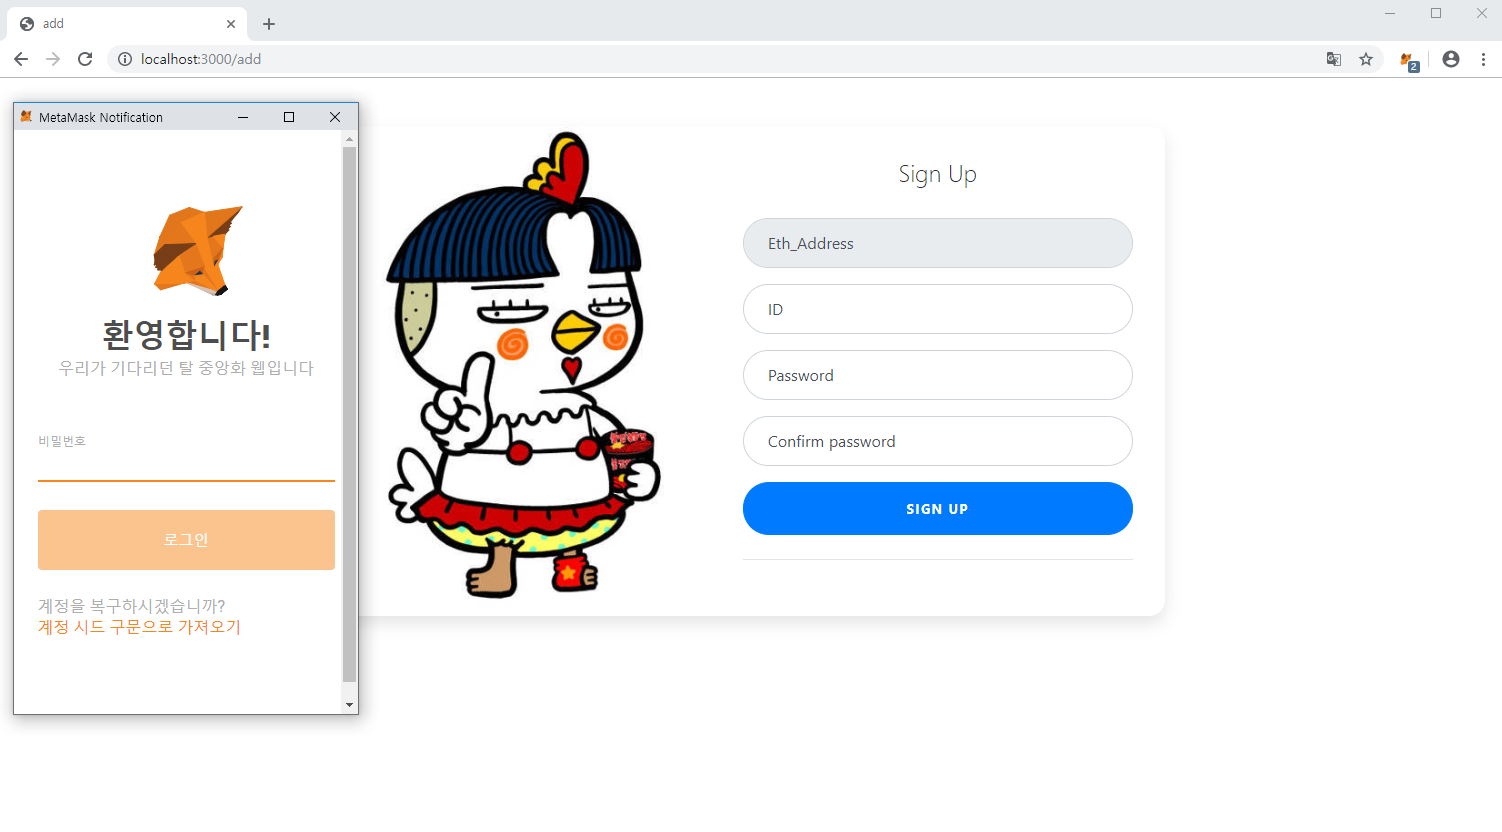 add
localhost:3000/add
2
MetaMask Notification
환영합니다!
우리가 기다리던 탈 중앙화 웹입니다
비밀번호
로그인
계정을 복구하시겠습니까?
계정 시드 구문으로 가져오기
Sign Up
Eth_Address
ID
Password
Confirm password
SIGN UP